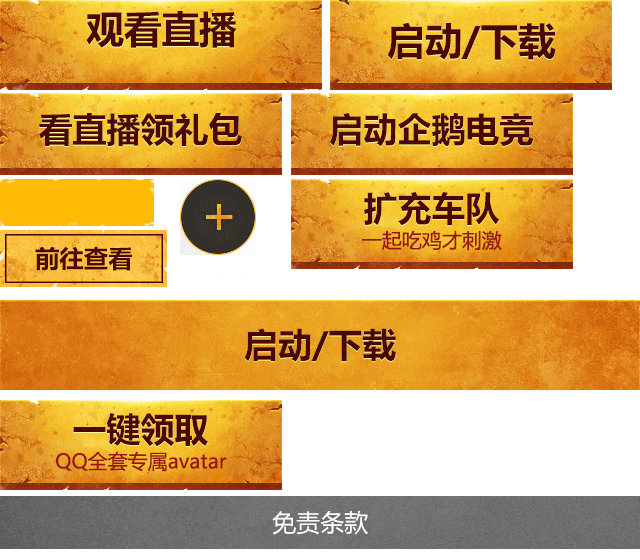 观看直播
启动/下载
看直播领礼包
启动企鹅电竞
扩充车队
一起吃鸡才刺激
前往查看
启动/下载
一键领取
QQ全套专属avatar
免责条款